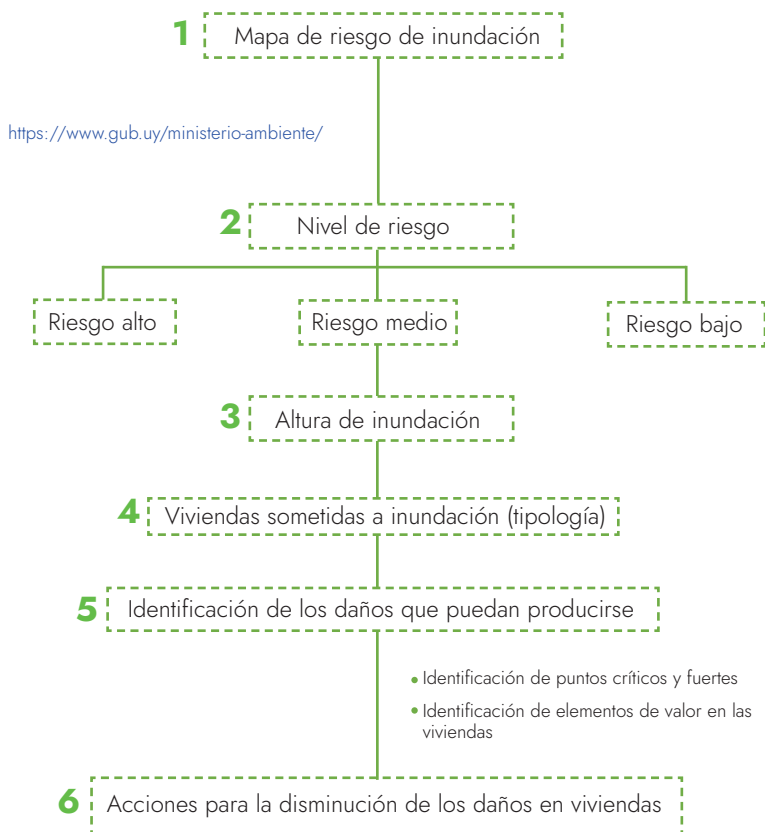 1 Mapa de riesgo de inundación
https://www.gub.uy/ministerio-ambiente/
2 Nivel de riesgo
Riesgo alto
Riesgo medio
Riesgo bajo
3 Altura de inundación
4 Viviendas sometidas a inundación (tipología)
5 Identificación de los daños que puedan producirse
• Identificación de puntos críticos y fuertes
• Identificación de elementos de valor en las
viviendas
6 Acciones para la disminución de los daños en viviendas